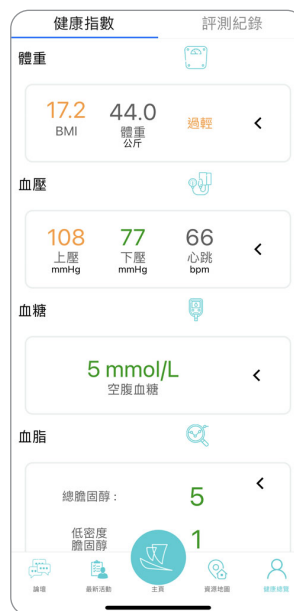 健康指數 評測紀錄
體重
17.2 44.0 過輕
BMI 體重
公斤
血壓
108 77 66
上壓 下壓 心跳
mmHg mmHg bpm
血糖
5 mmol/L
空腹血糖
血脂
總膽固醇 : 5
低密度 1
膽固醇
論壇 最新活動 主頁 資源地圖 健康總覽